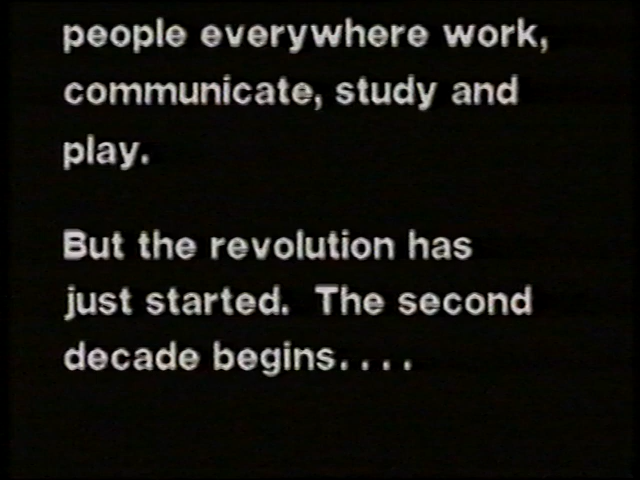 people everywhere work,
communicate, study and
play.
But the revolution has
just started.  The second
decade begins. . . .